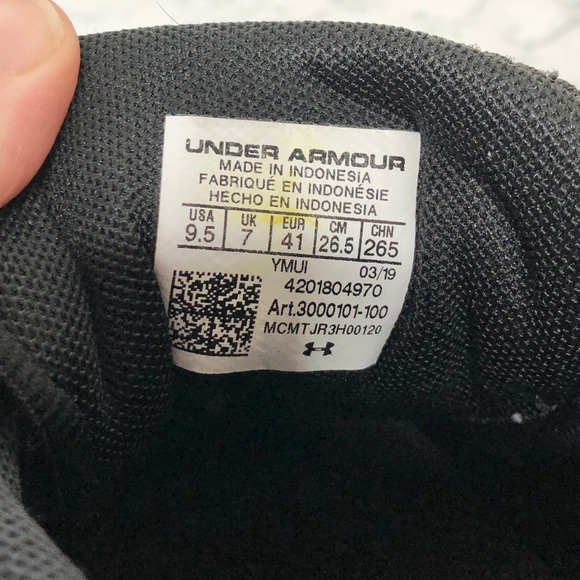 UNDER ARMOUR
MADE IN INDONESIA
FABRIQUÉ EN INDONÉSIE
HECHO EN INDONESIA
USA UK EUR CM CHN
9.5 7 41 26.5 265
YMUI 03/19
4201804970
Art.3000101-100
MCMTJR3H00120